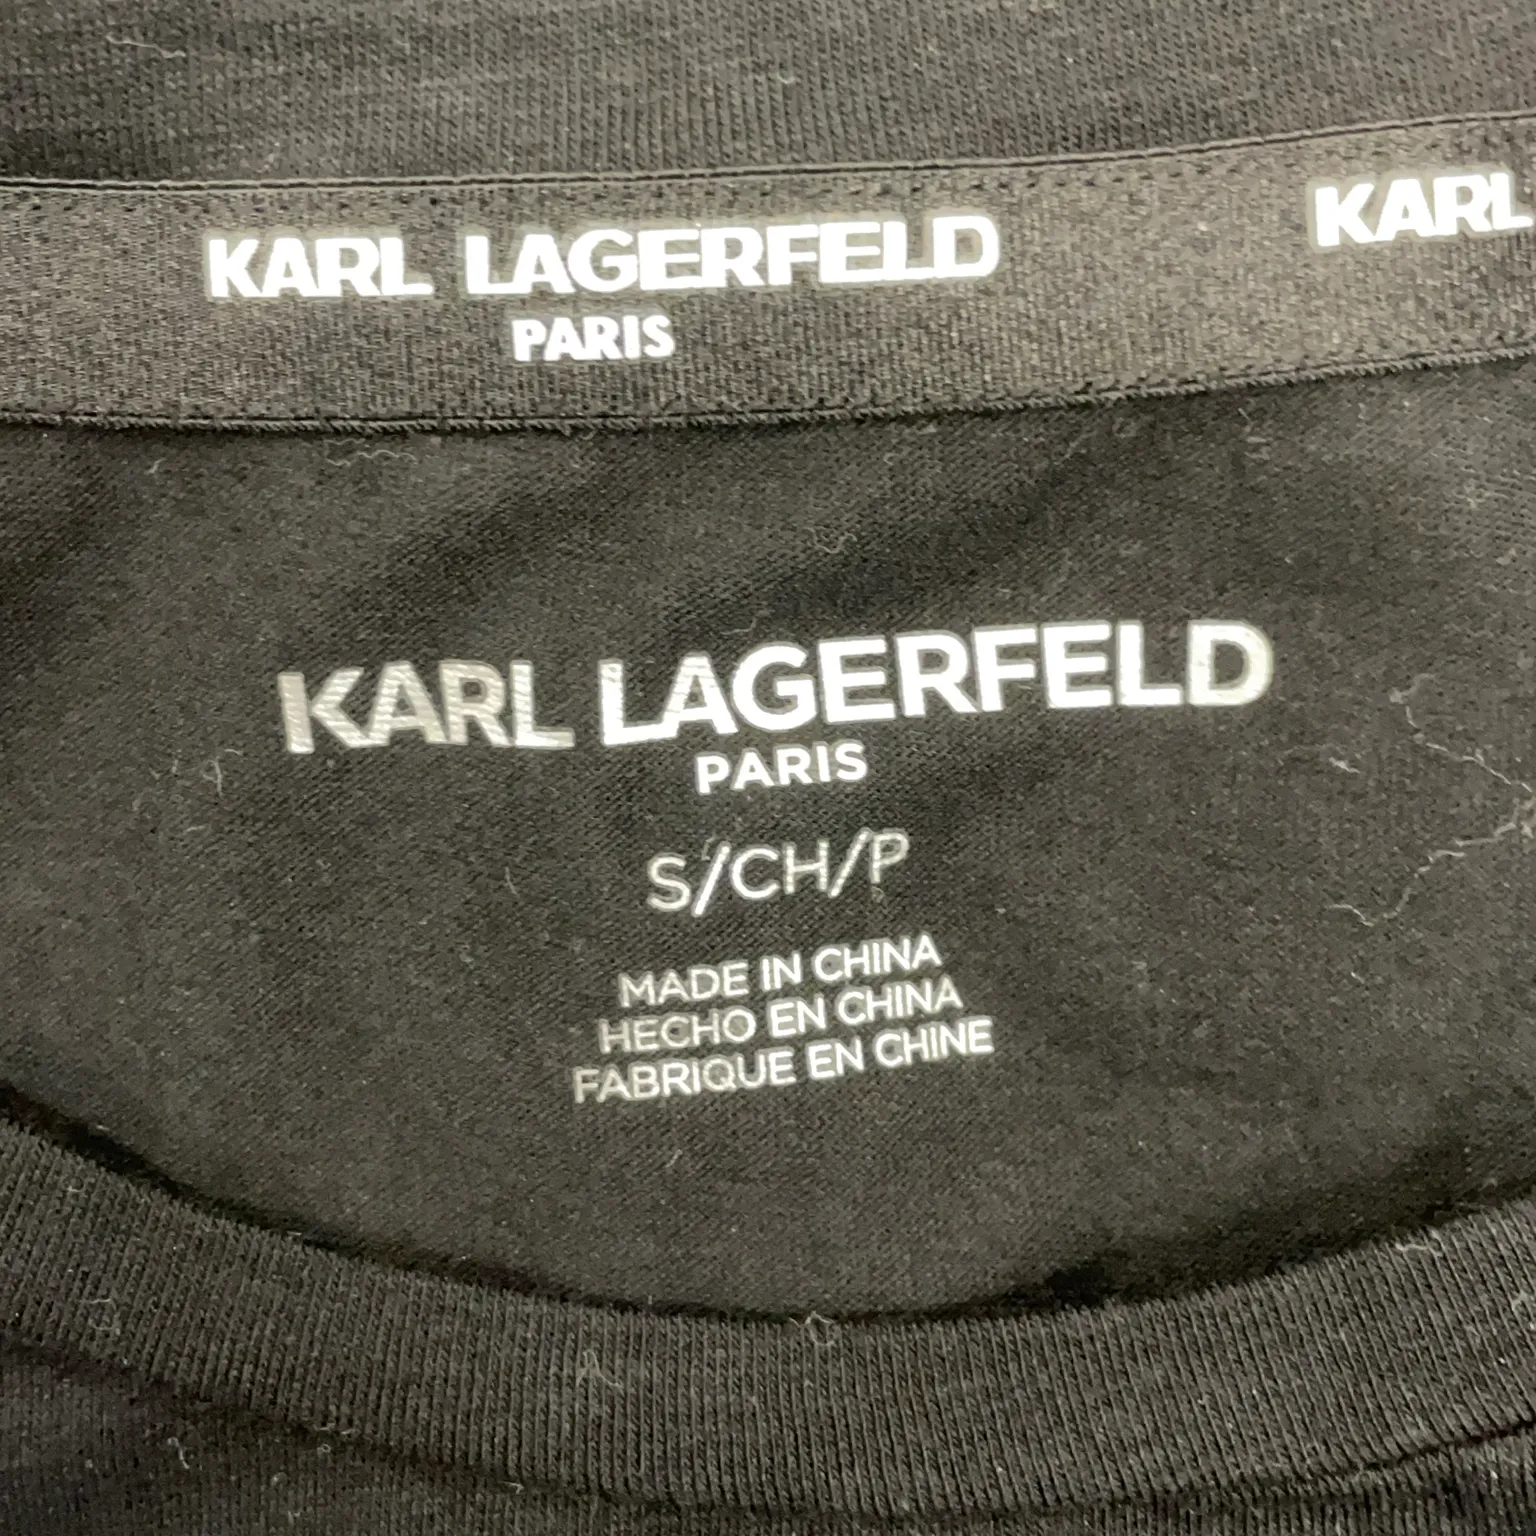 KARL LAGERFELD
PARIS
KARL
KARL LAGERFELD
PARIS
S/CH/P
MADE IN CHINA
HECHO EN CHINA
FABRIQUE EN CHINE